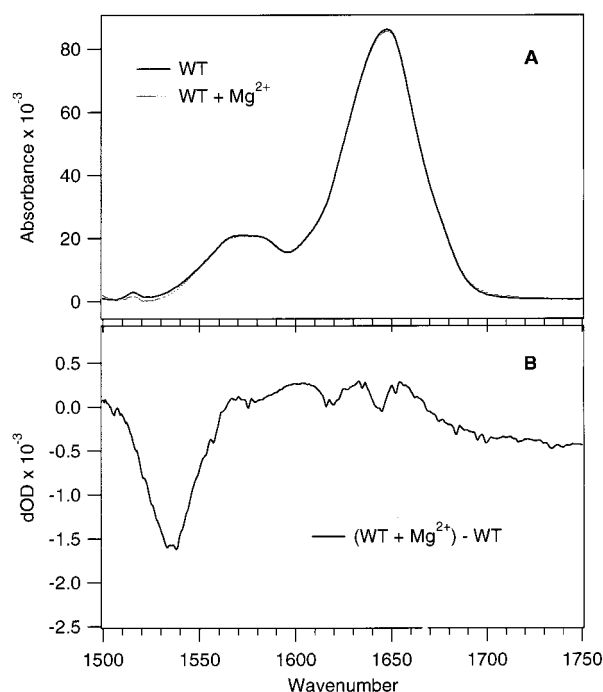 A
WT
WT + Mg²⁺
Absorbance x 10⁻³
80
60
40
20
0
B
0.5
0.0
-0.5
-1.0
-1.5
-2.0
-2.5
dOD x 10⁻³
(WT + Mg²⁺) - WT
1500 1550 1600 1650 1700 1750
Wavenumber